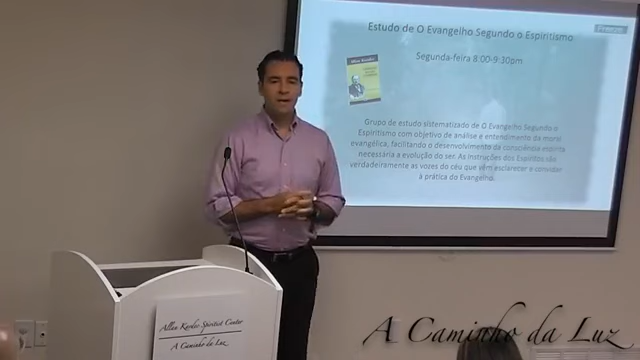 Estudo de O Evangelho Segundo o Espiritismo
Segunda-feira 8:00-9:30pm
Allan Kardec
Grupo de estudo sistematizado de O Evangelho Segundo o
Espiritismo com objetivo de análise e entendimento da moral
evangélica, facilitando o desenvolvimento da consciência espírita
necessária a evolução do ser. As Instruções dos Espíritos são
verdadeiramente as vozes do céu que vêm esclarecer e convidar
à prática do Evangelho.
Allan Kardec Spiritist Center
A Caminho da Luz
A Caminho da Luz